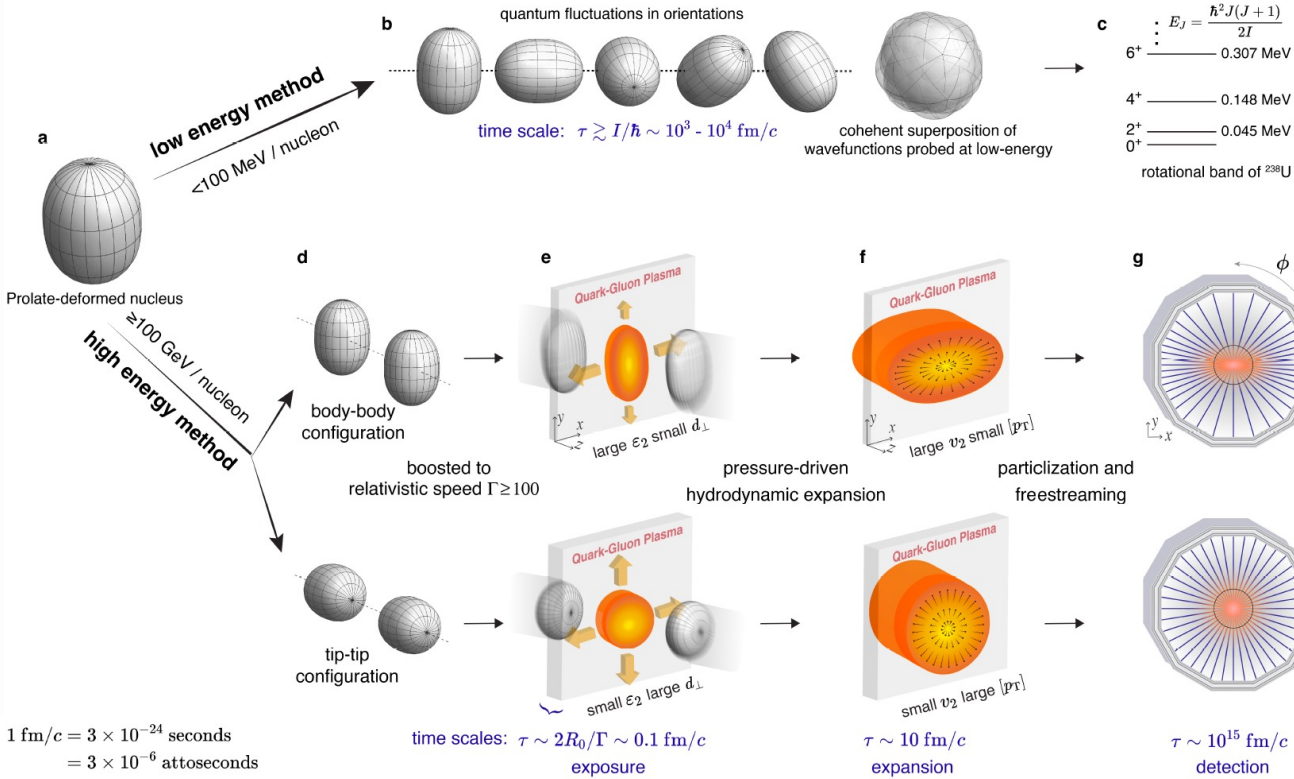 a
Prolate-deformed nucleus
low energy method
<100 MeV / nucleon
≥100 GeV / nucleon
high energy method
b
quantum fluctuations in orientations
time scale: τ ≳ I/ħ ~ 10³ - 10⁴ fm/c
cohehent superposition of
wavefunctions probed at low-energy
c
E_J = ħ²J(J + 1) / 2I
6⁺ 0.307 MeV
4⁺ 0.148 MeV
2⁺ 0.045 MeV
0⁺
rotational band of ²³⁸U
d
body-body
configuration
boosted to
relativistic speed Γ≥100
tip-tip
configuration
e
Quark-Gluon Plasma
y
x
z
large ε₂ small d⊥
pressure-driven
hydrodynamic expansion
Quark-Gluon Plasma
small ε₂ large d⊥
f
Quark-Gluon Plasma
y
x
z
large v₂ small [p_T]
particlization and
freestreaming
Quark-Gluon Plasma
small v₂ large [p_T]
g
ϕ
y
x
1 fm/c = 3 × 10⁻²⁴ seconds
= 3 × 10⁻⁶ attoseconds
time scales: τ ~ 2R₀/Γ ~ 0.1 fm/c
exposure
τ ~ 10 fm/c
expansion
τ ~ 10¹⁵ fm/c
detection